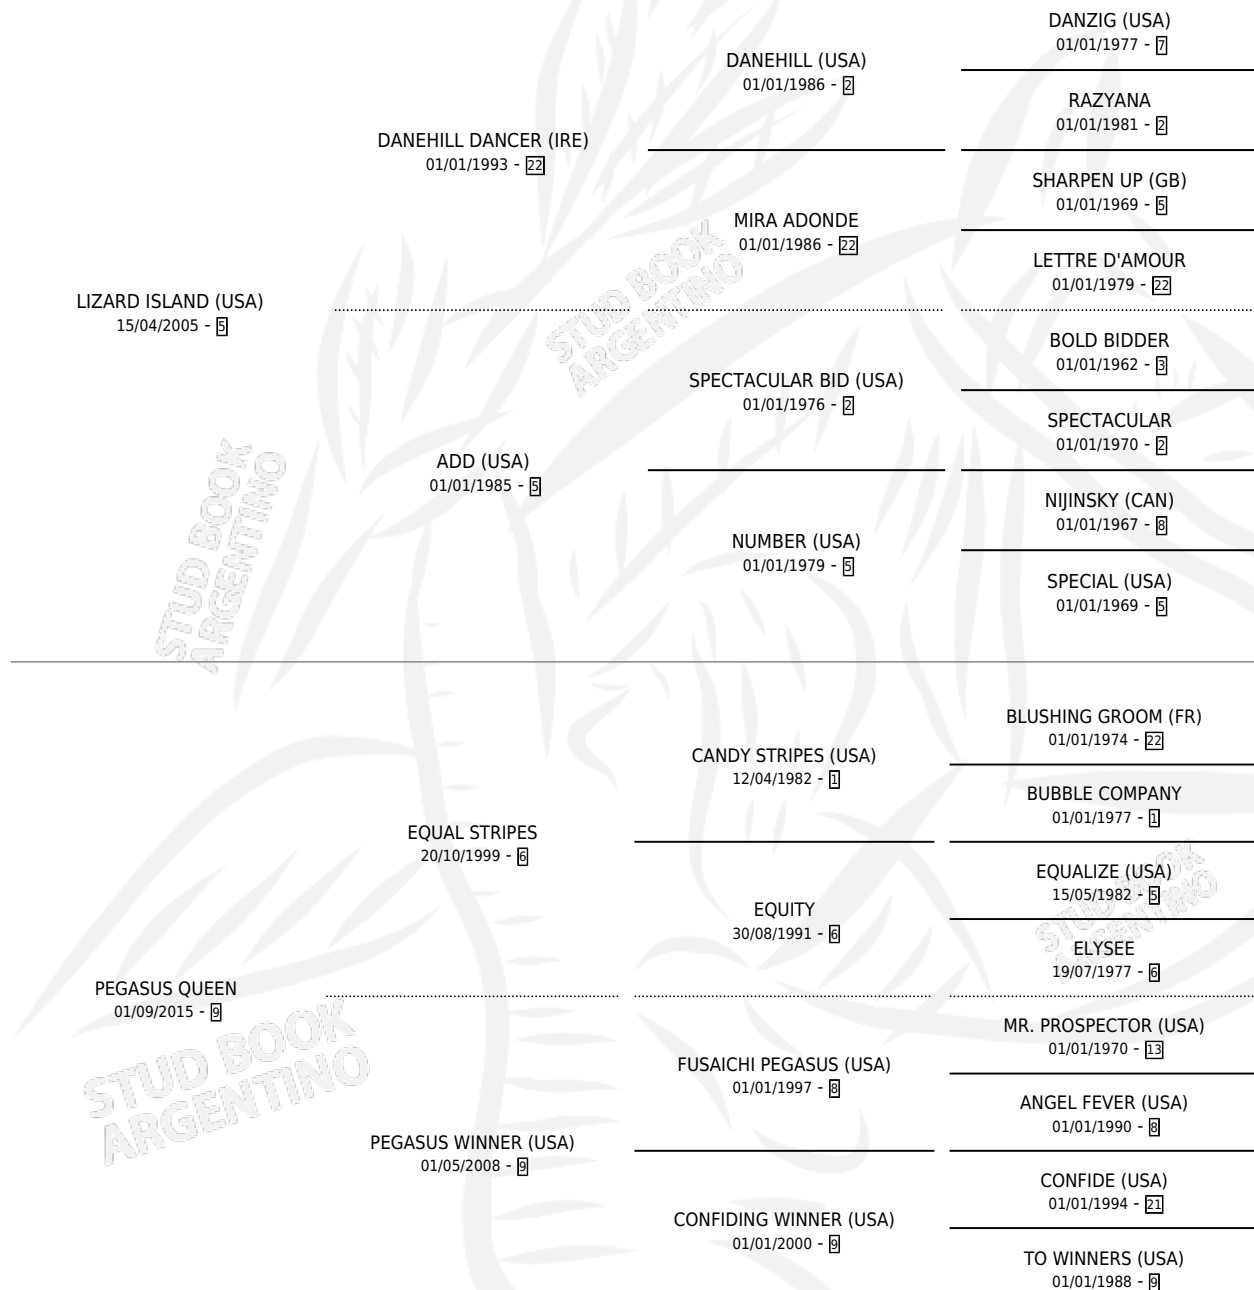 DANZIG (USA)
01/01/1977 - 7
DANEHILL (USA)
01/01/1986 - 2
RAZYANA
01/01/1981 - 2
DANEHILL DANCER (IRE)
01/01/1993 - 22
SHARPEN UP (GB)
01/01/1969 - 5
MIRA ADONDE
01/01/1986 - 22
LETTRE D'AMOUR
01/01/1979 - 22
LIZARD ISLAND (USA)
15/04/2005 - 5
BOLD BIDDER
01/01/1962 - 3
SPECTACULAR BID (USA)
01/01/1976 - 2
SPECTACULAR
01/01/1970 - 2
ADD (USA)
01/01/1985 - 5
NIJINSKY (CAN)
01/01/1967 - 8
NUMBER (USA)
01/01/1979 - 5
SPECIAL (USA)
01/01/1969 - 5
BLUSHING GROOM (FR)
01/01/1974 - 22
CANDY STRIPES (USA)
12/04/1982 - 1
BUBBLE COMPANY
01/01/1977 - 1
EQUAL STRIPES
20/10/1999 - 6
EQUALIZE (USA)
15/05/1982 - 5
EQUITY
30/08/1991 - 6
ELYSEE
19/07/1977 - 6
PEGASUS QUEEN
01/09/2015 - 9
MR. PROSPECTOR (USA)
01/01/1970 - 13
FUSAICHI PEGASUS (USA)
01/01/1997 - 8
ANGEL FEVER (USA)
01/01/1990 - 8
PEGASUS WINNER (USA)
01/05/2008 - 9
CONFIDE (USA)
01/01/1994 - 21
CONFIDING WINNER (USA)
01/01/2000 - 9
TO WINNERS (USA)
01/01/1988 - 9
STUD BOOK
ARGENTINO
STUD BOOK
ARGENTINO
STUD BOOK
ARGENTINO
STUD BOOK
ARGENTINO